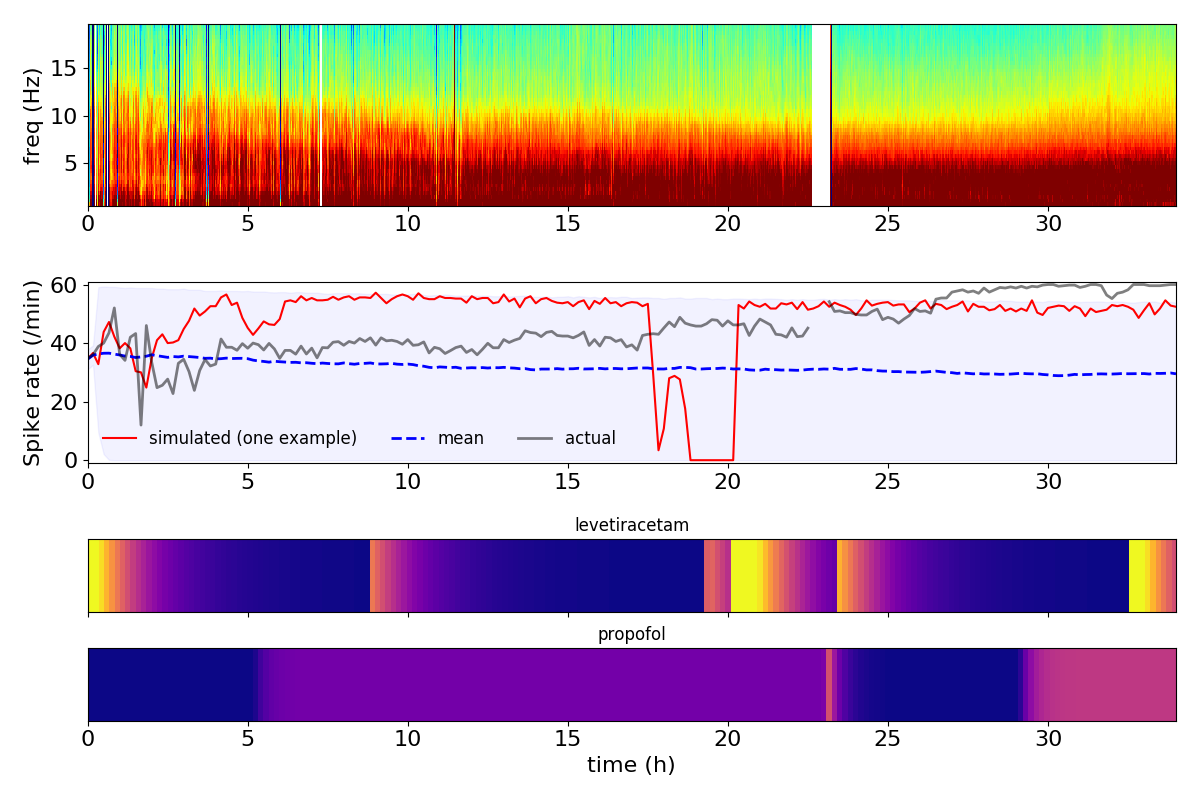 freq (Hz)
15
10
5
0 5 10 15 20 25 30
Spike rate (/min)
60
40
20
0
simulated (one example) mean actual
0 5 10 15 20 25 30
levetiracetam
propofol
0 5 10 15 20 25 30
time (h)